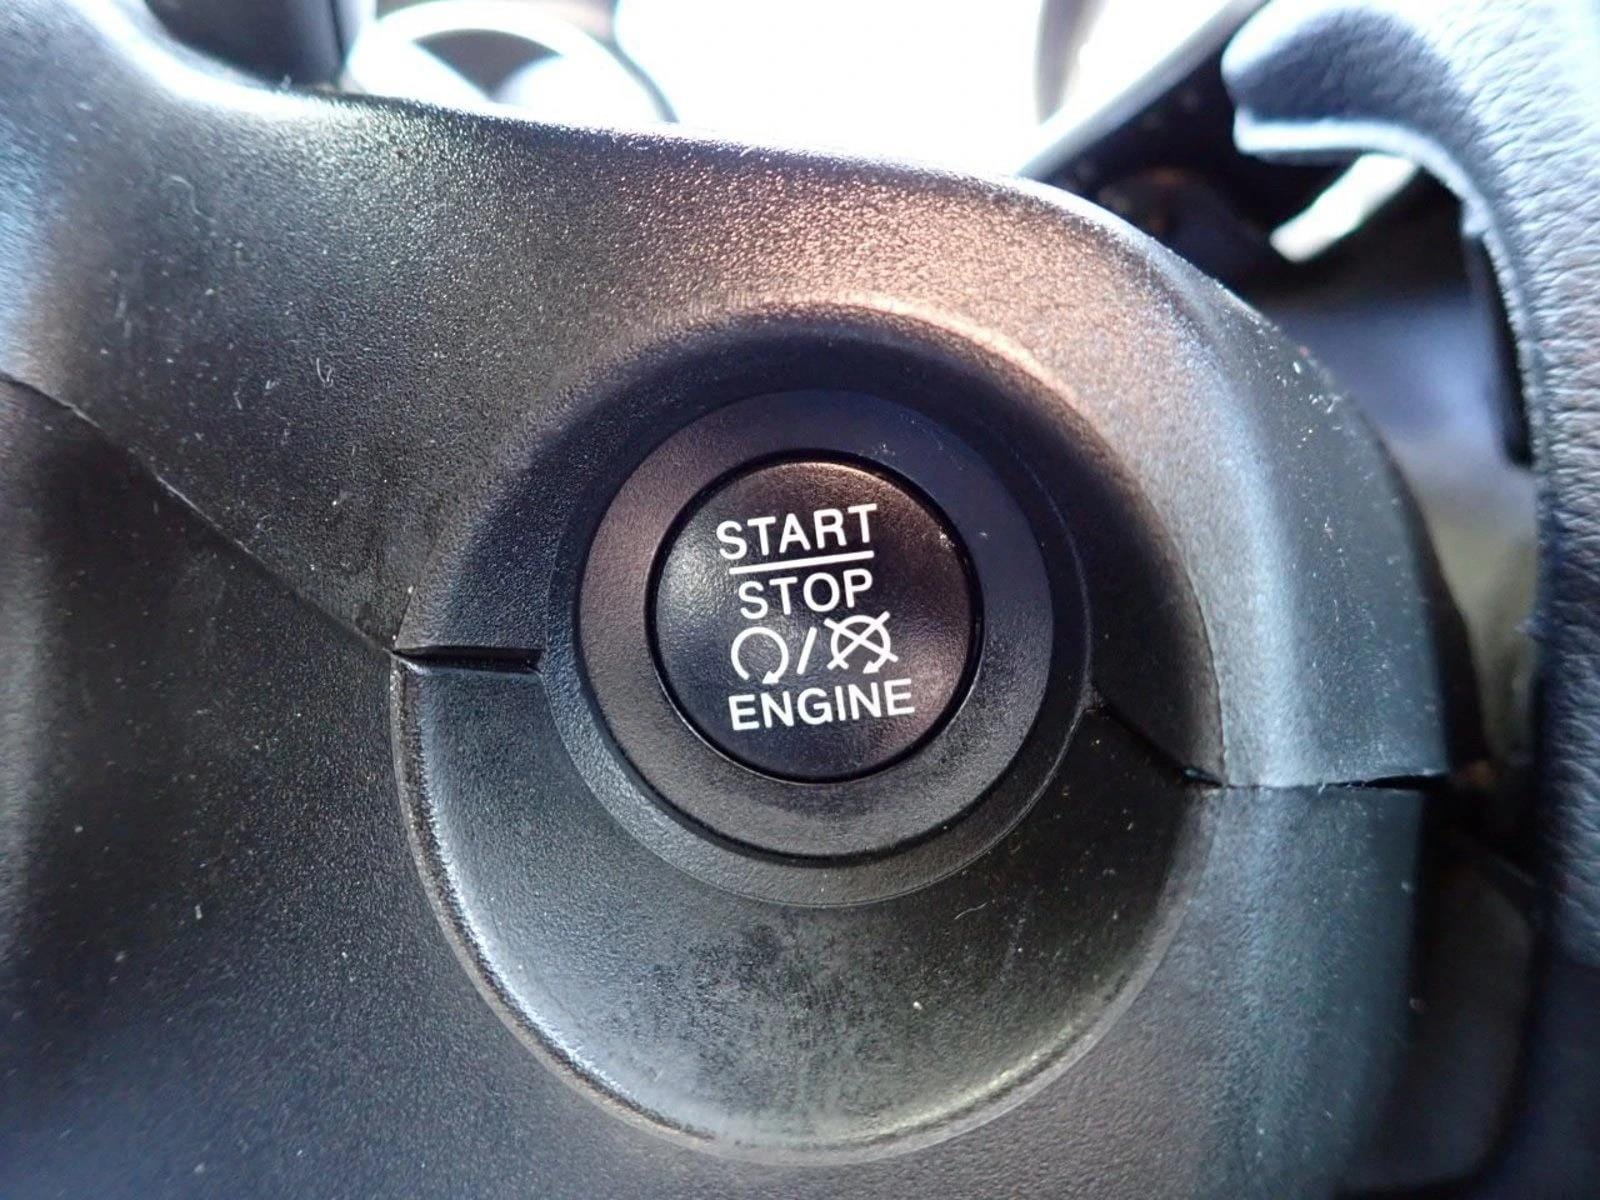 START
STOP
/
ENGINE